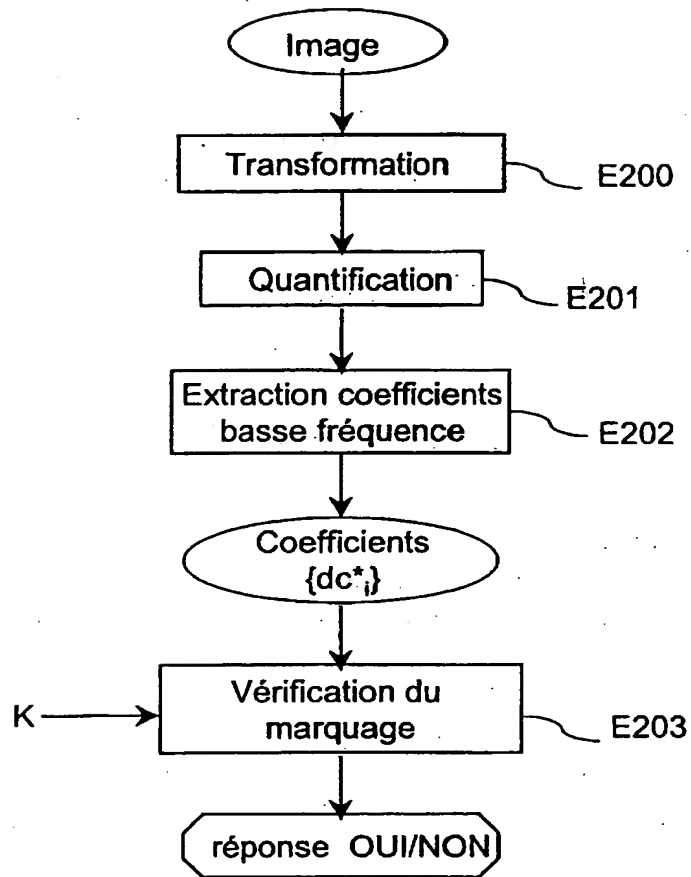 Image
Transformation
E200
Quantification
E201
Extraction coefficients
basse fréquence
E202
Coefficients
{dc*i}
K
Vérification du
marquage
E203
réponse OUI/NON